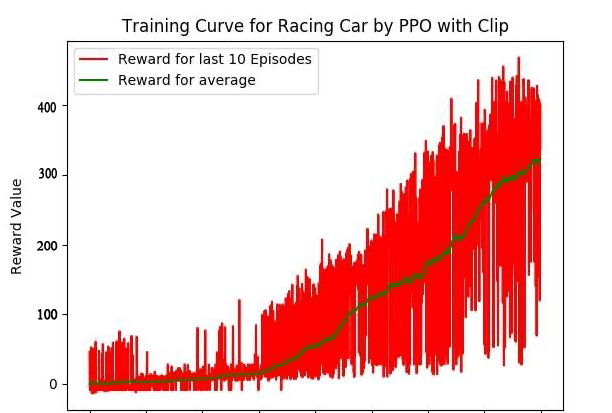 Training Curve for Racing Car by PPO with Clip
Reward for last 10 Episodes
Reward for average
400
300
200
100
0
Reward Value